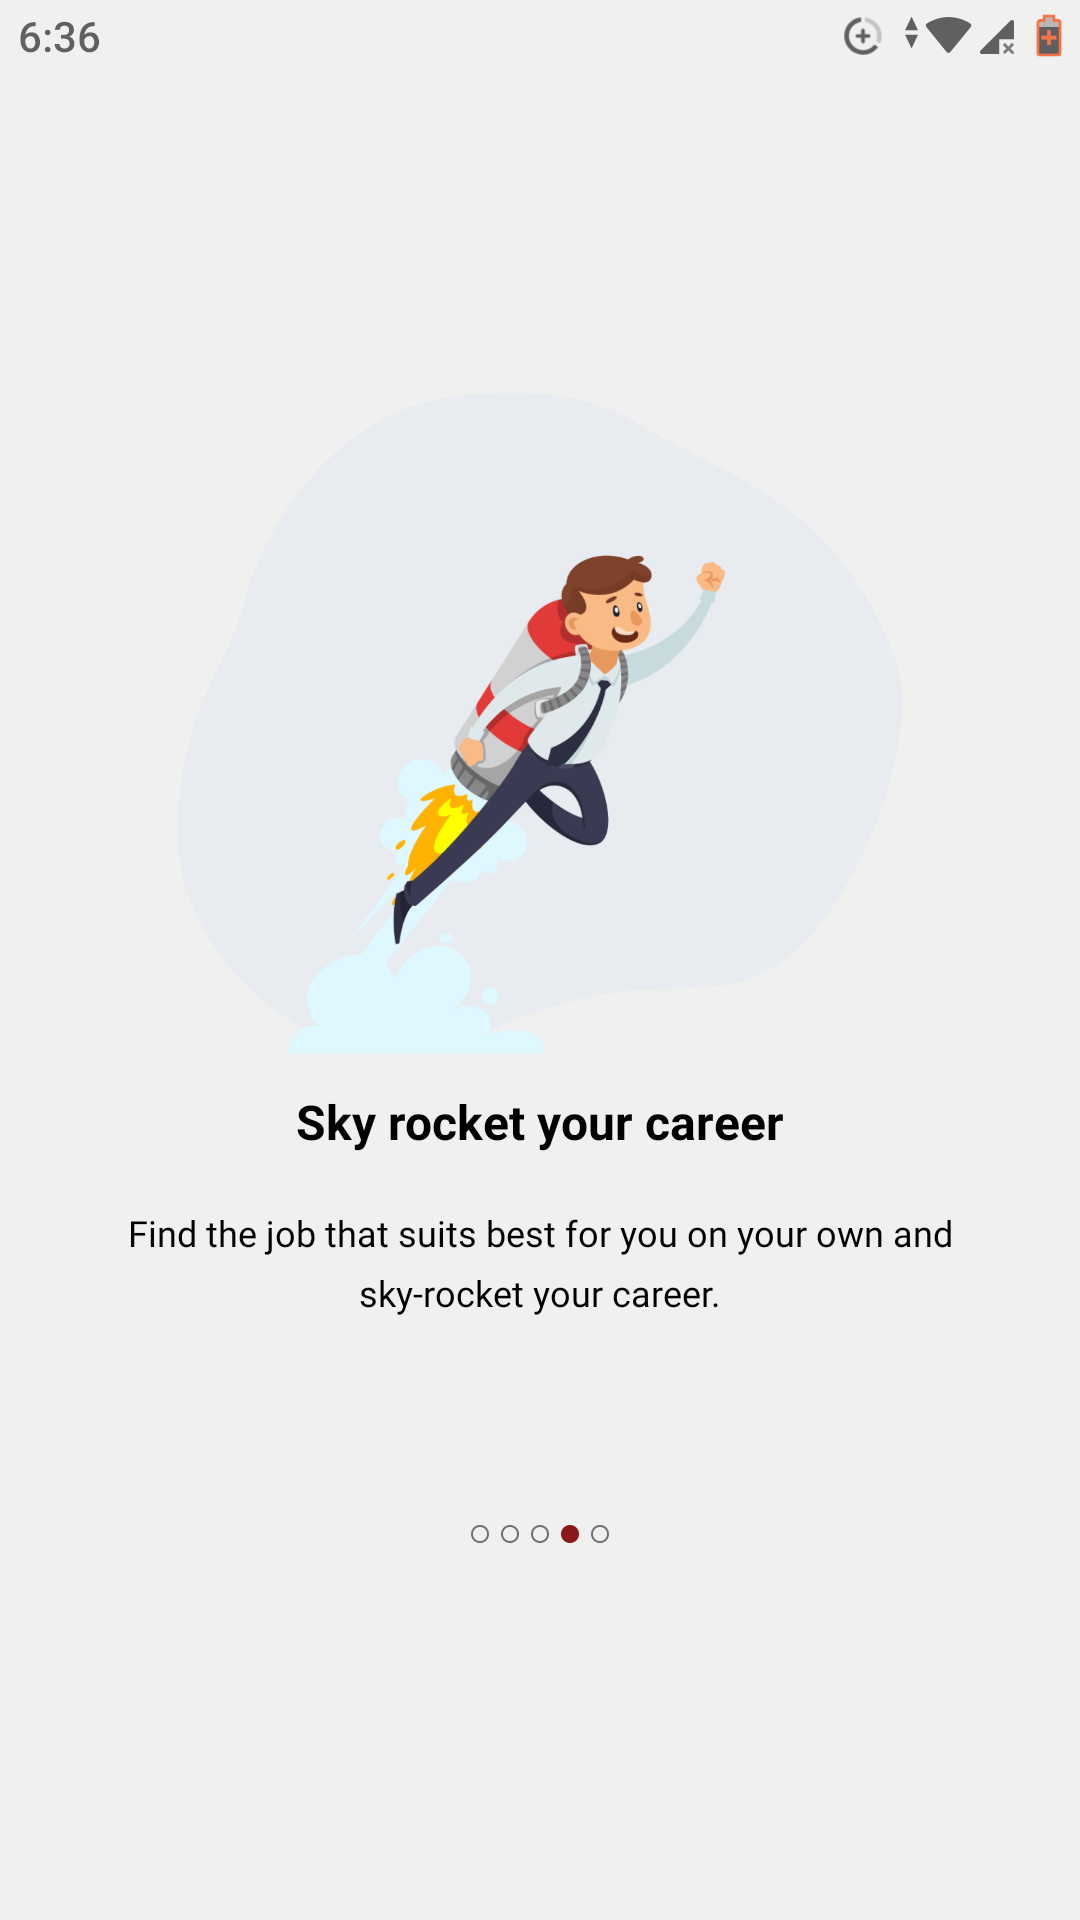 6:36
Sky rocket your career
Find the job that suits best for you on your own and
sky-rocket your career.